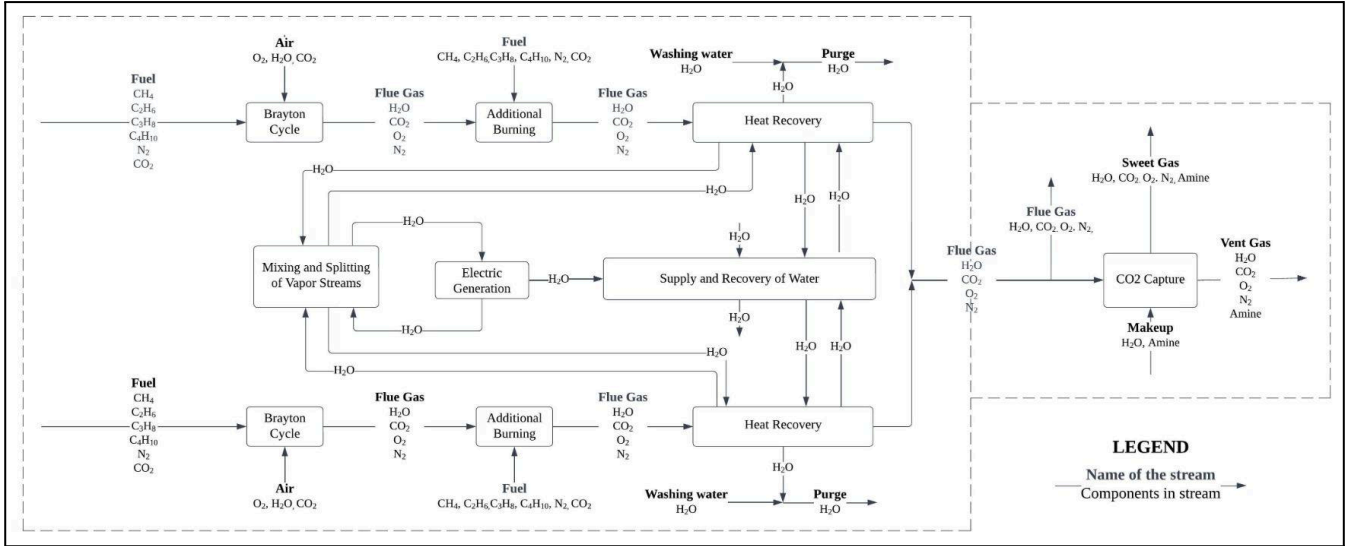 Air
O₂, H₂O, CO₂
Fuel
CH₄, C₂H₆,C₃H₈, C₄H₁₀, N₂, CO₂
Washing water
H₂O
Purge
H₂O
H₂O
Fuel
CH₄
C₂H₆
C₃H₈
C₄H₁₀
N₂
CO₂
Brayton
Cycle
Flue Gas
H₂O
CO₂
O₂
N₂
Additional
Burning
Flue Gas
H₂O
CO₂
O₂
N₂
Heat Recovery
H₂O
H₂O
H₂O
H₂O
H₂O
H₂O
Mixing and Splitting
of Vapor Streams
Electric
Generation
H₂O
Supply and Recovery of Water
H₂O
H₂O
H₂O
H₂O
H₂O
H₂O
Flue Gas
H₂O
CO₂
O₂
N₂
Flue Gas
H₂O, CO₂, O₂. N₂,
Sweet Gas
H₂O, CO₂ O₂. N₂, Amine
CO2 Capture
Vent Gas
H₂O
CO₂
O₂
N₂
Amine
Makeup
H₂O, Amine
Fuel
CH₄
C₂H₆
C₃H₈
C₄H₁₀
N₂
CO₂
Brayton
Cycle
Flue Gas
H₂O
CO₂
O₂
N₂
Additional
Burning
Flue Gas
H₂O
CO₂
O₂
N₂
Heat Recovery
H₂O
Air
O₂, H₂O, CO₂
Fuel
CH₄, C₂H₆,C₃H₈, C₄H₁₀, N₂, CO₂
Washing water
H₂O
Purge
H₂O
LEGEND
Name of the stream
Components in stream